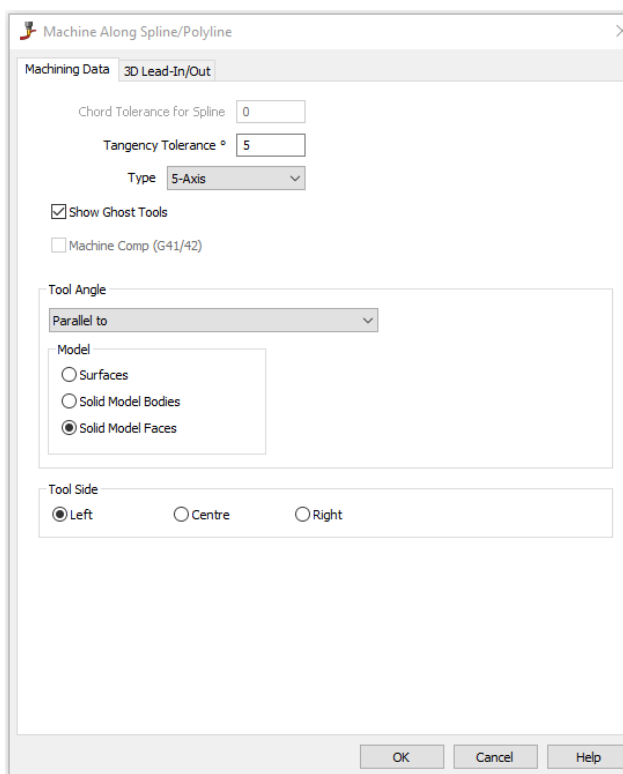 Machine Along Spline/Polyline
Machining Data 3D Lead-In/Out
Chord Tolerance for Spline 0
Tangency Tolerance ° 5
Type 5-Axis
Show Ghost Tools
Machine Comp (G41/42)
Tool Angle
Parallel to
Model
Surfaces
Solid Model Bodies
Solid Model Faces
Tool Side
Left Centre Right
OK Cancel Help